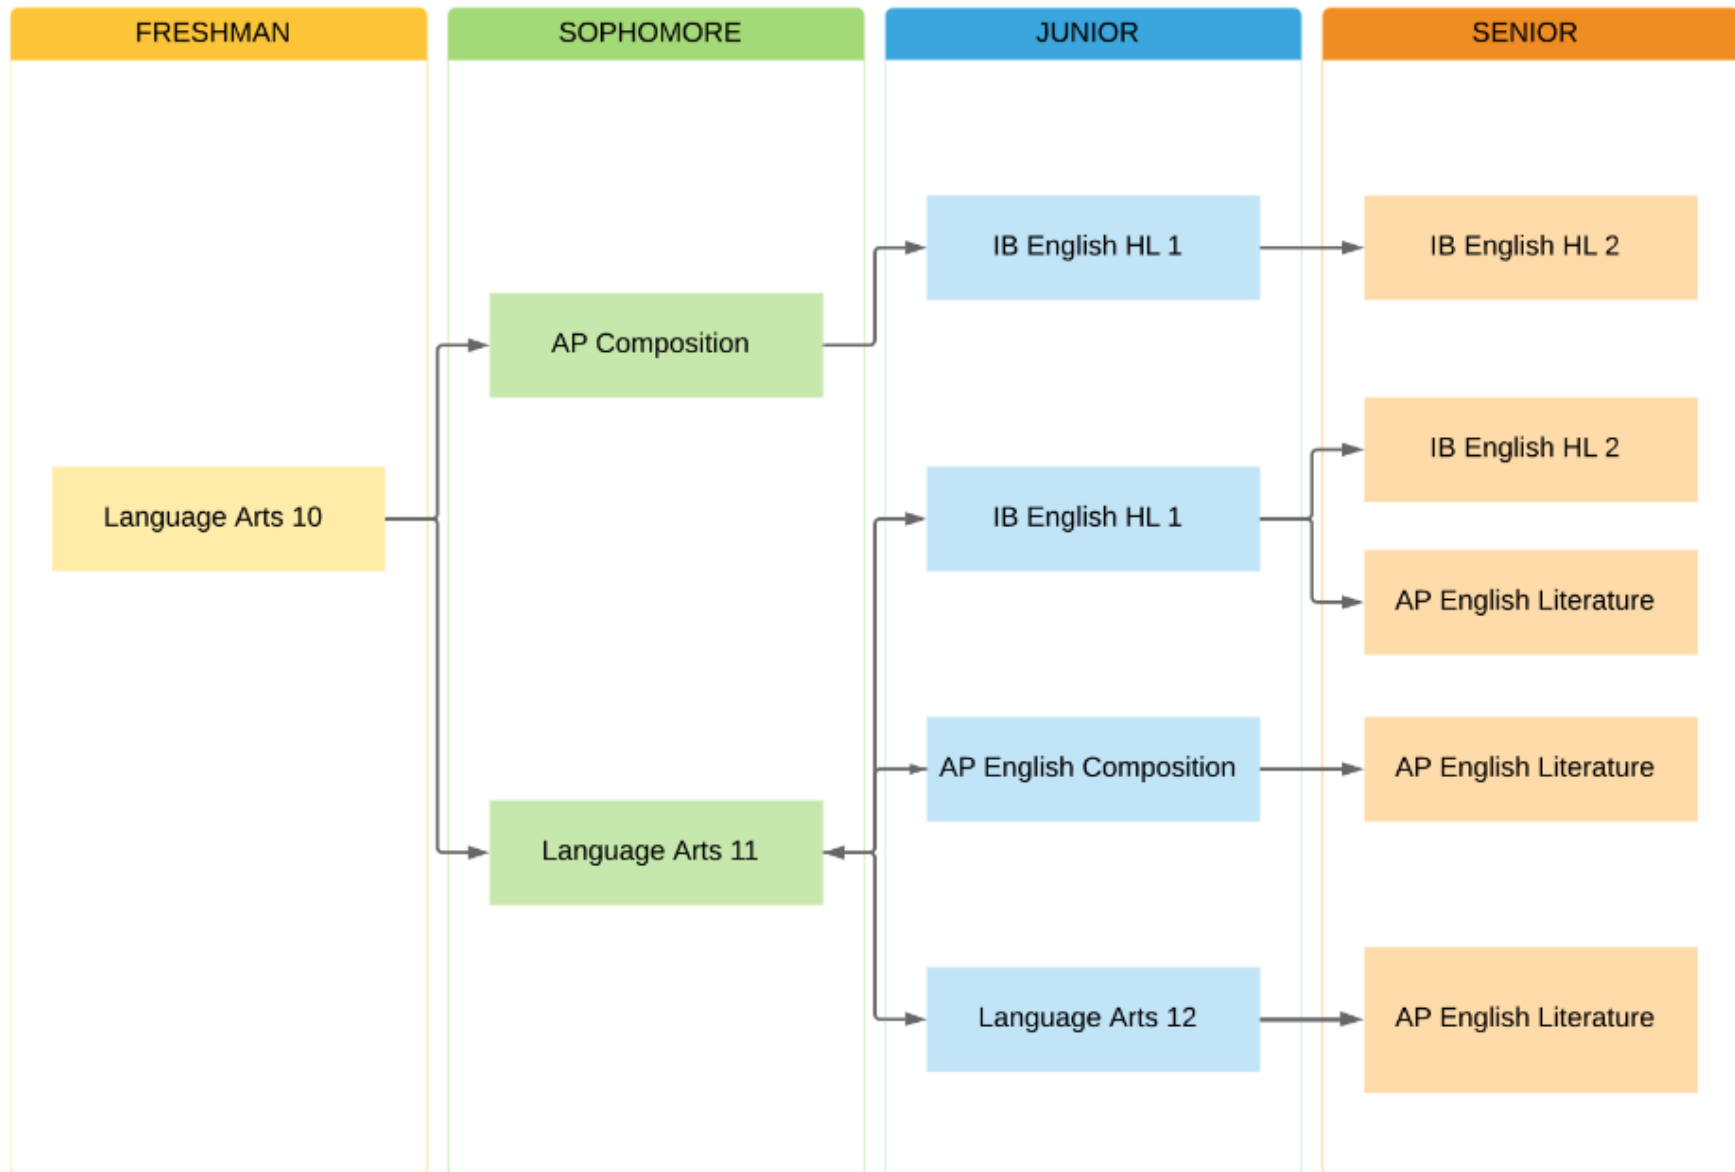 FRESHMAN
SOPHOMORE
JUNIOR
SENIOR
Language Arts 10
AP Composition
Language Arts 11
IB English HL 1
IB English HL 1
AP English Composition
Language Arts 12
IB English HL 2
IB English HL 2
AP English Literature
AP English Literature
AP English Literature